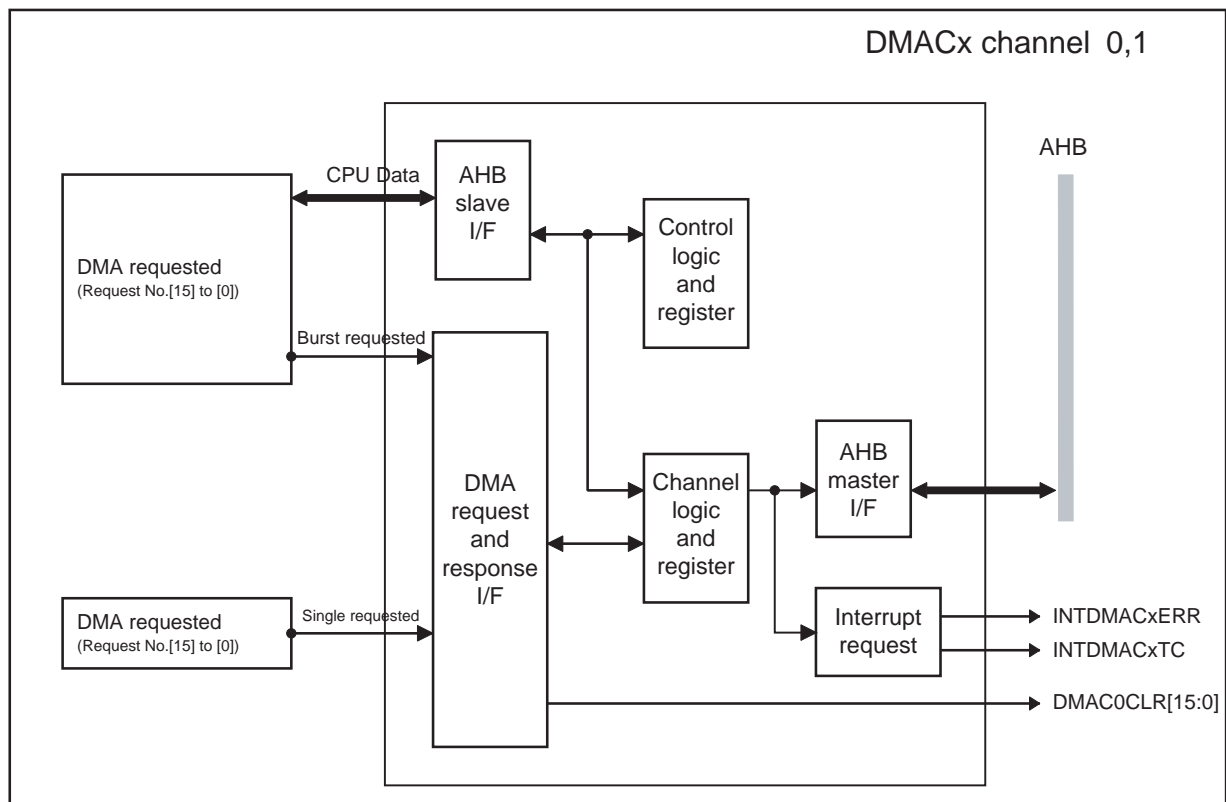 DMACx channel 0,1
AHB
CPU Data
AHB
slave
I/F
Control
logic
and
register
DMA requested
(Request No.[15] to [0])
Burst requested
DMA
request
and
response
I/F
Channel
logic
and
register
AHB
master
I/F
DMA requested
(Request No.[15] to [0])
Single requested
Interrupt
request
INTDMACxERR
INTDMACxTC
DMAC0CLR[15:0]